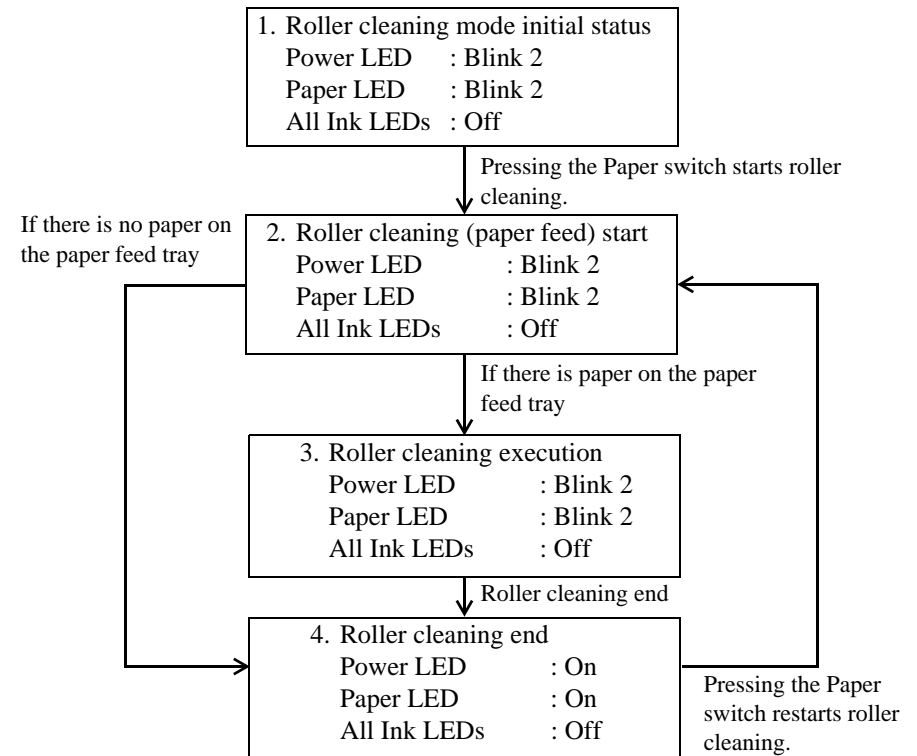 1. Roller cleaning mode initial status
Power LED : Blink 2
Paper LED : Blink 2
All Ink LEDs : Off
Pressing the Paper switch starts roller
cleaning.
If there is no paper on
the paper feed tray
2. Roller cleaning (paper feed) start
Power LED : Blink 2
Paper LED : Blink 2
All Ink LEDs : Off
If there is paper on the paper
feed tray
3. Roller cleaning execution
Power LED : Blink 2
Paper LED : Blink 2
All Ink LEDs : Off
Roller cleaning end
4. Roller cleaning end
Power LED : On
Paper LED : On
All Ink LEDs : Off
Pressing the Paper
switch restarts roller
cleaning.